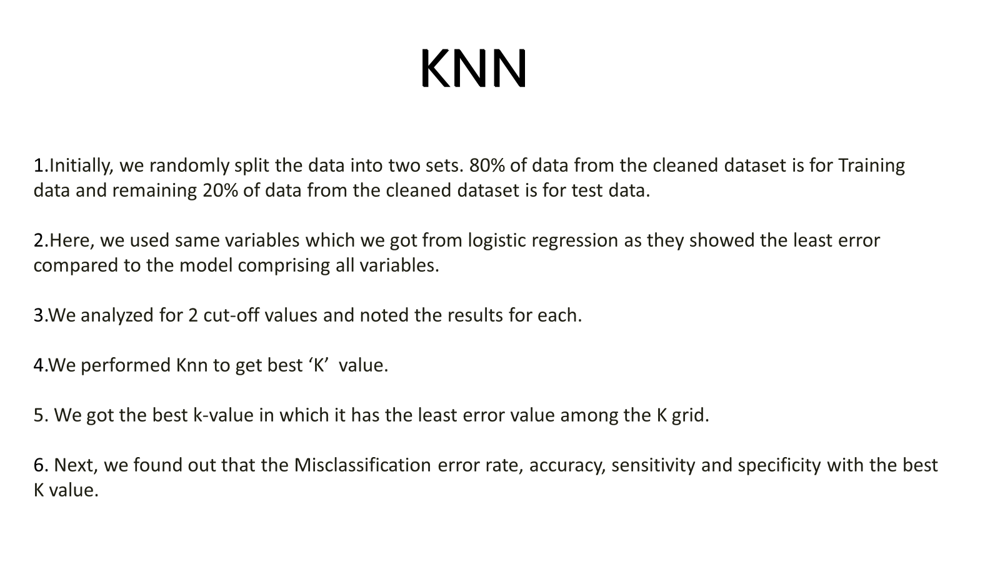 KNN
1.Initially, we randomly split the data into two sets. 80% of data from the cleaned dataset is for Training
data and remaining 20% of data from the cleaned dataset is for test data.
2.Here, we used same variables which we got from logistic regression as they showed the least error
compared to the model comprising all variables.
3.We analyzed for 2 cut-off values and noted the results for each.
4.We performed Knn to get best ‘K’  value.
5. We got the best k-value in which it has the least error value among the K grid.
6. Next, we found out that the Misclassification error rate, accuracy, sensitivity and specificity with the best
K value.